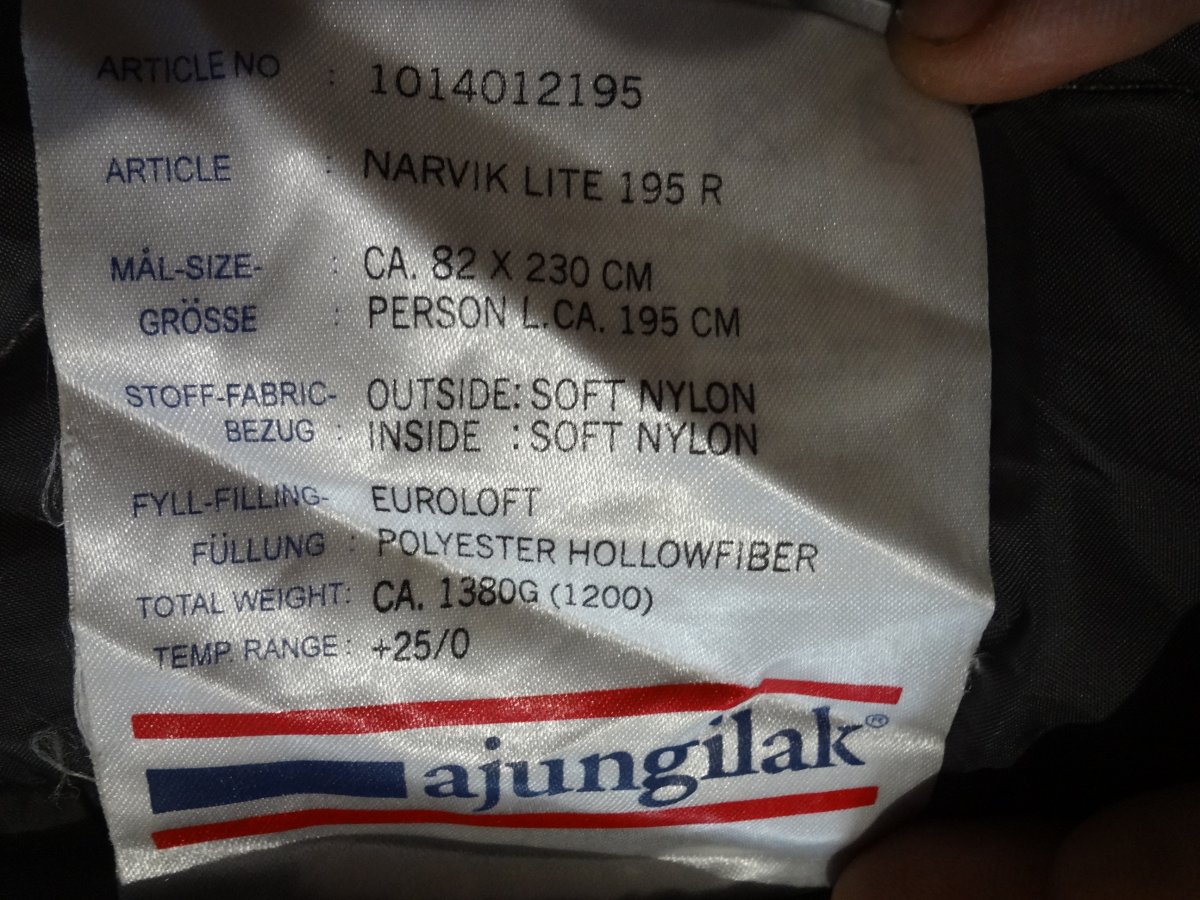 ARTICLE NO : 1014012195
ARTICLE : NARVIK LITE 195 R
MÅL-SIZE- : CA. 82 X 230 CM
GRÖSSE : PERSON L.CA. 195 CM
STOFF-FABRIC- OUTSIDE: SOFT NYLON
BEZUG : INSIDE : SOFT NYLON
FYLL-FILLING- EUROLOFT
FÜLLUNG : POLYESTER HOLLOWFIBER
TOTAL WEIGHT: CA. 1380G (1200)
TEMP. RANGE : +25/0
ajungilak®